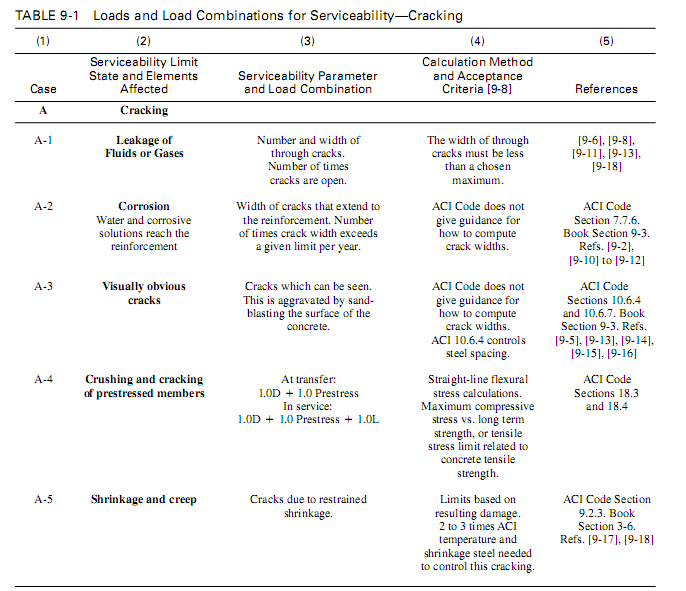 TABLE 9-1 Loads and Load Combinations for Serviceability—Cracking
(1) (2) (3) (4) (5)
Case
Serviceability Limit
State and Elements
Affected
Serviceability Parameter
and Load Combination
Calculation Method
and Acceptance
Criteria [9-8]
References
A Cracking
A-1
Leakage of
Fluids or Gases
Number and width of
through cracks.
Number of times
cracks are open.
The width of through
cracks must be less
than a chosen
maximum.
[9-6], [9-8],
[9-11], [9-13],
[9-18]
A-2
Corrosion
Water and corrosive
solutions reach the
reinforcement
Width of cracks that extend to
the reinforcement. Number
of times crack width exceeds
a given limit per year.
ACI Code does not
give guidance for
how to compute
crack widths.
ACI Code
Section 7.7.6.
Book Section 9-3.
Refs. [9-2],
[9-10] to [9-12]
A-3
Visually obvious
cracks
Cracks which can be seen.
This is aggravated by sand-
blasting the surface of the
concrete.
ACI Code does not
give guidance for
how to compute
crack widths.
ACI 10.6.4 controls
steel spacing.
ACI Code
Sections 10.6.4
and 10.6.7. Book
Section 9-3. Refs.
[9-5], [9-13], [9-14],
[9-15], [9-16]
A-4
Crushing and cracking
of prestressed members
At transfer:
1.0D + 1.0 Prestress
In service:
1.0D + 1.0 Prestress + 1.0L
Straight-line flexural
stress calculations.
Maximum compressive
stress vs. long term
strength, or tensile
stress limit related to
concrete tensile
strength.
ACI Code
Sections 18.3
and 18.4
A-5
Shrinkage and creep
Cracks due to restrained
shrinkage.
Limits based on
resulting damage.
2 to 3 times ACI
temperature and
shrinkage steel needed
to control this cracking.
ACI Code Section
9.2.3. Book
Section 3-6.
Refs. [9-17], [9-18]